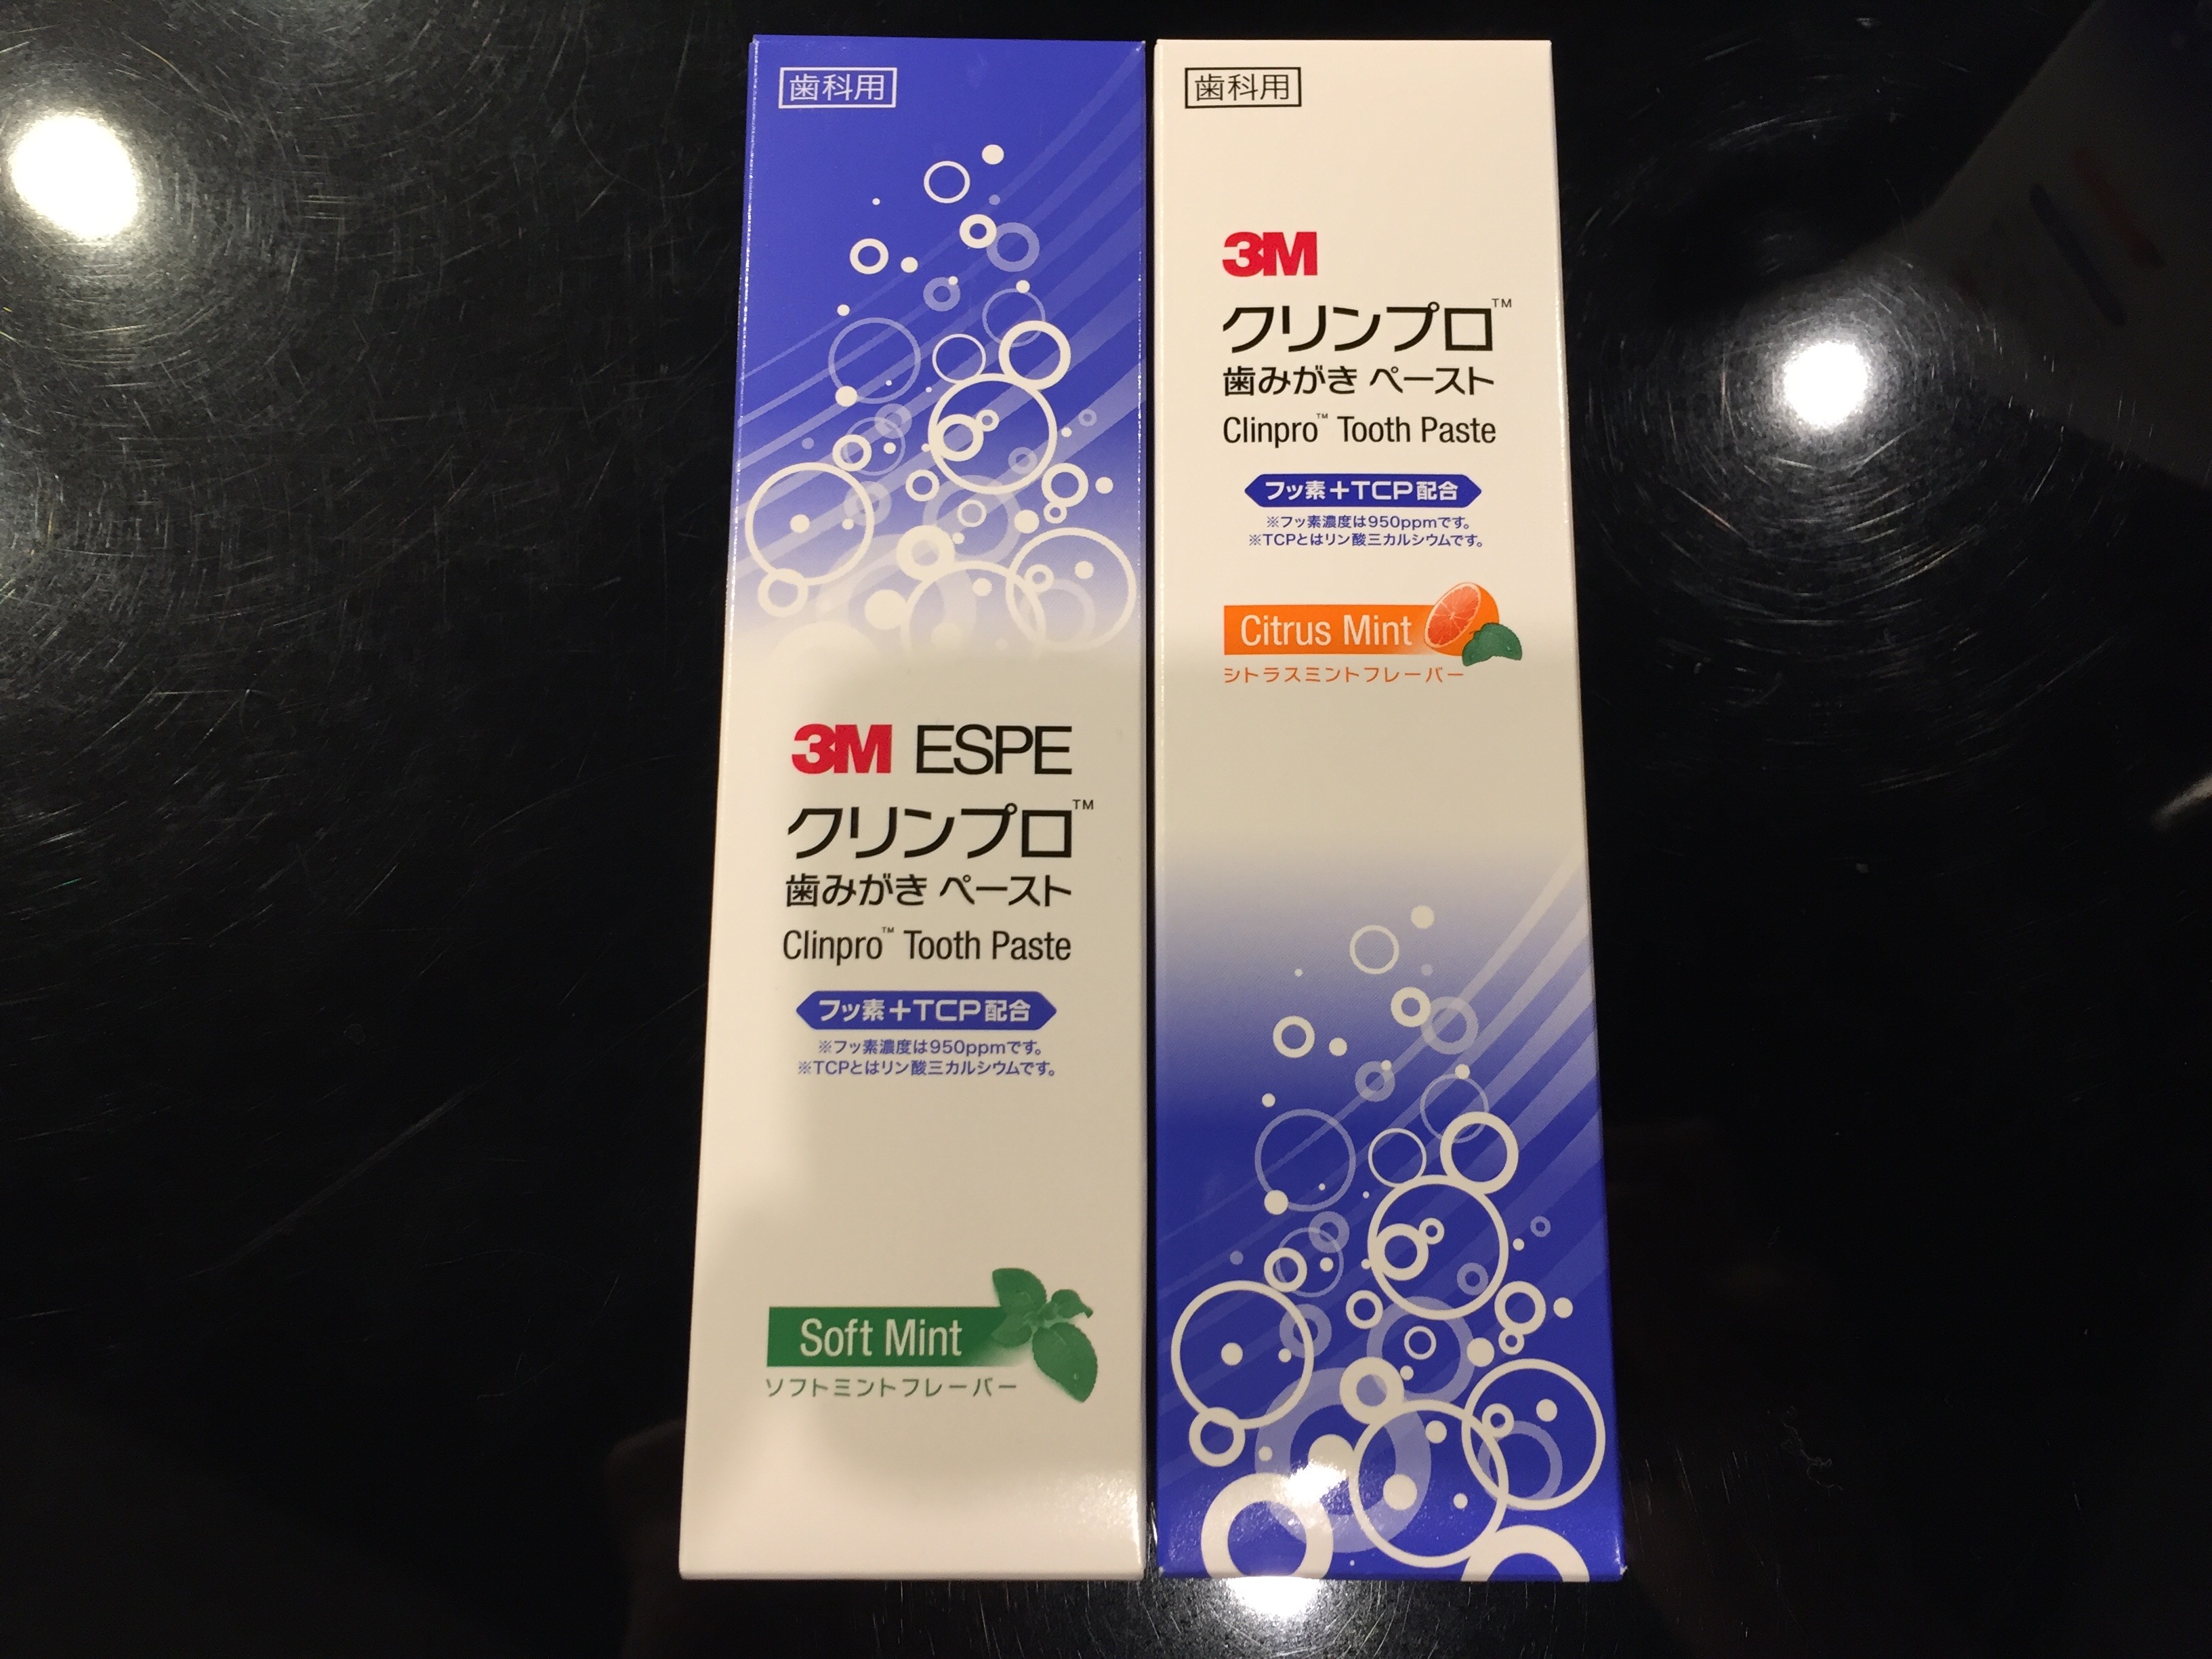 歯科用
3M ESPE
クリンプロ™
歯みがき ペースト
Clinpro™ Tooth Paste
フッ素+TCP配合
※フッ素濃度は950ppmです。
※TCPとはリン酸三カルシウムです。
Soft Mint
ソフトミントフレーバー
歯科用
3M
クリンプロ™
歯みがき ペースト
Clinpro™ Tooth Paste
フッ素+TCP配合
※フッ素濃度は950ppmです。
※TCPとはリン酸三カルシウムです。
Citrus Mint
シトラスミントフレーバー